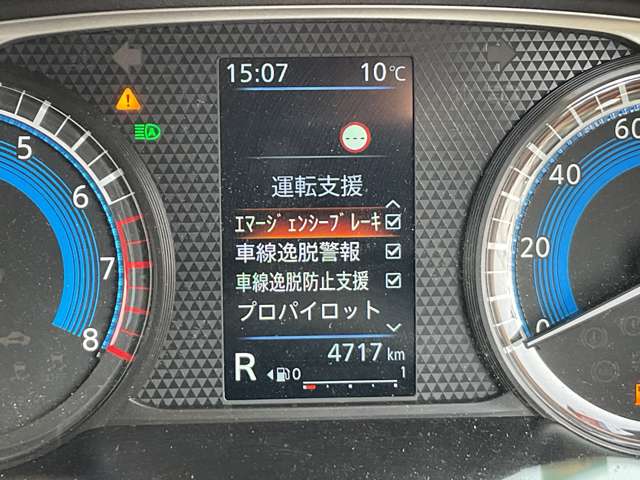 15:07 10℃
---
運転支援
エマージェンシーブレーキ
車線逸脱警報
車線逸脱防止支援
プロパイロット
4717 km
R 0 1
5
6
7
8
60
40
20
0
A